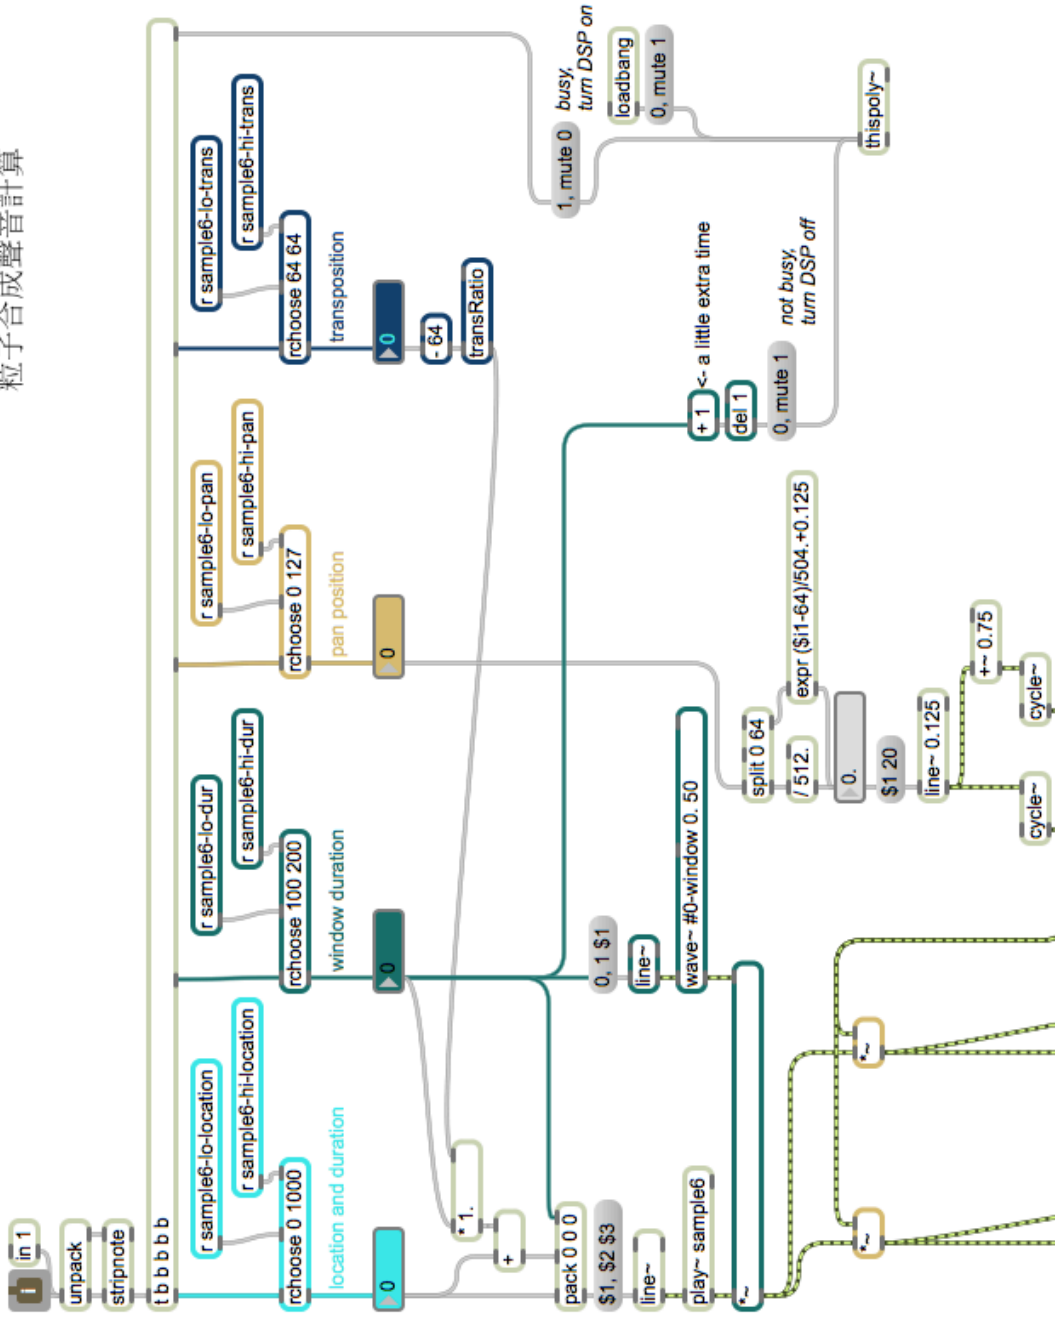 粒子合成聲音計算
i
in 1
unpack
stripnote
t b b b b b
r sample6-lo-location
r sample6-hi-location
rchoose 0 1000
location and duration
0
r sample6-lo-dur
r sample6-hi-dur
rchoose 100 200
window duration
0
r sample6-lo-pan
r sample6-hi-pan
rchoose 0 127
pan position
0
r sample6-lo-trans
r sample6-hi-trans
rchoose 64 64
transposition
0
- 64
transRatio
* 1.
+
pack 0 0 0
$1, $2 $3
line~
play~ sample6
*~
0, 1 $1
line~
wave~ #0-window 0. 50
*~
*~
1, mute 0
busy,
turn DSP on
loadbang
0, mute 1
thispoly~
+ 1
<- a little extra time
del 1
0, mute 1
not busy,
turn DSP off
split 0 64
/ 512.
expr ($i1-64)/504.+0.125
0.
$1 20
line~ 0.125
+~ 0.75
cycle~
cycle~